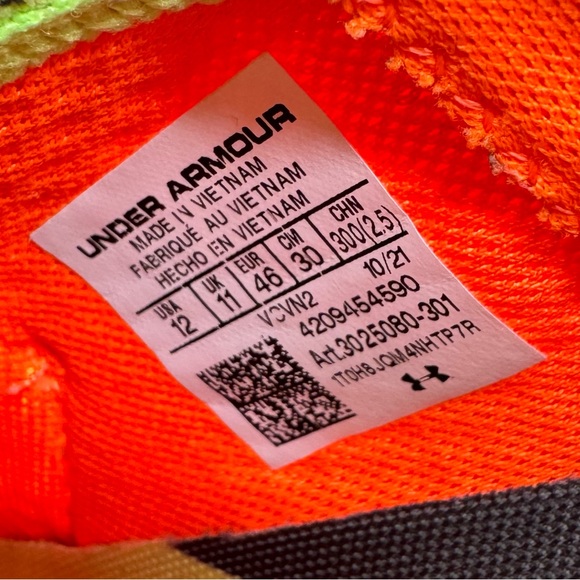 UNDER ARMOUR
MADE IN VIETNAM
FABRIQUÉ AU VIETNAM
HECHO EN VIETNAM
USA UK EUR CM CHN
12 11 46 30 300(2.5)
VCVN2 10/21
4209454590
Art.3025080-301
1T0H8JQM4NHTP7R